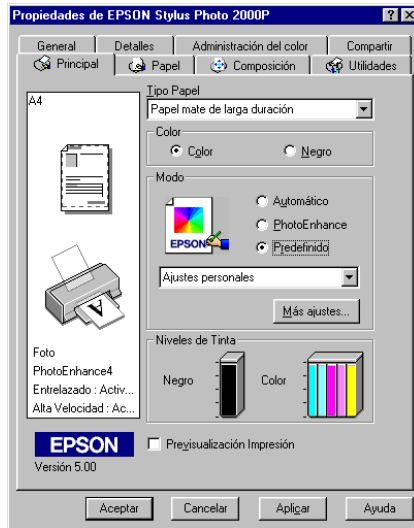 Propiedades de EPSON Stylus Photo 2000P
General Detalles Administración del color Compartir
Principal Papel Composición Utilidades
A4
Tipo Papel
Papel mate de larga duración
Color
Color Negro
Modo
Automático
PhotoEnhance
Predefinido
EPSON
Ajustes personales
Más ajustes...
A
Foto
PhotoEnhance4
Entrelazado : Activ...
Alta Velocidad : Ac...
Niveles de Tinta
Negro Color
EPSON
Previsualización Impresión
Versión 5.00
Aceptar Cancelar Aplicar Ayuda